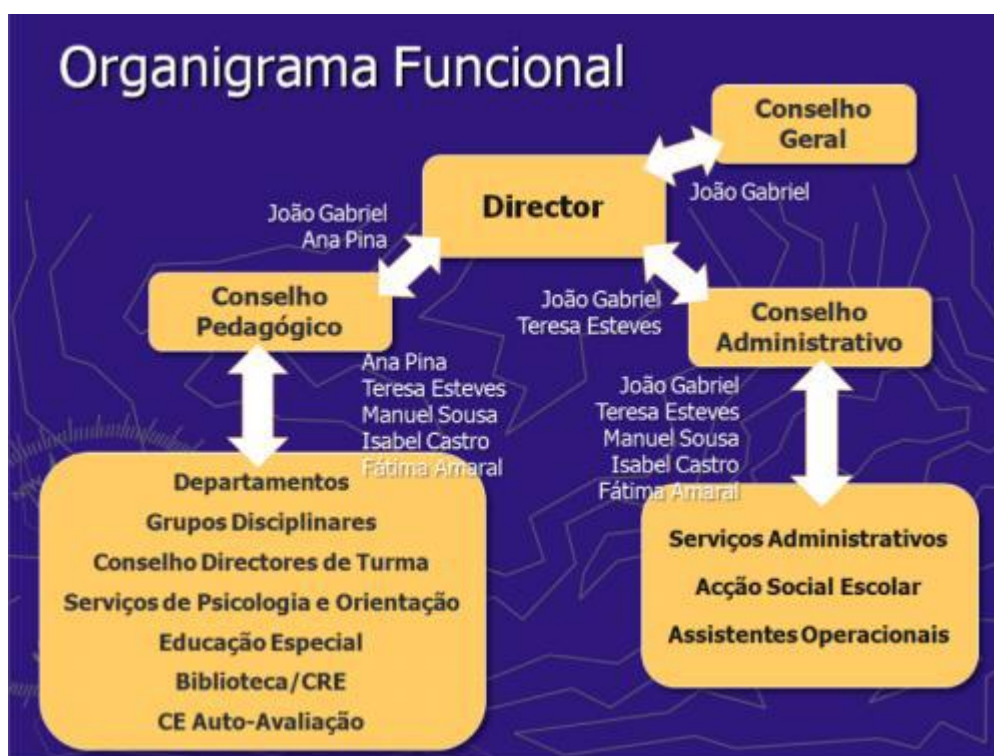 Organigrama Funcional
Conselho
Geral
Director
João Gabriel
João Gabriel
Ana Pina
Conselho
Pedagógico
João Gabriel
Teresa Esteves
Conselho
Administrativo
Ana Pina
Teresa Esteves
Manuel Sousa
Isabel Castro
Fátima Amaral
João Gabriel
Teresa Esteves
Manuel Sousa
Isabel Castro
Fátima Amaral
Departamentos
Grupos Disciplinares
Conselho Directores de Turma
Serviços de Psicologia e Orientação
Educação Especial
Biblioteca/CRE
CE Auto-Avaliação
Serviços Administrativos
Acção Social Escolar
Assistentes Operacionais